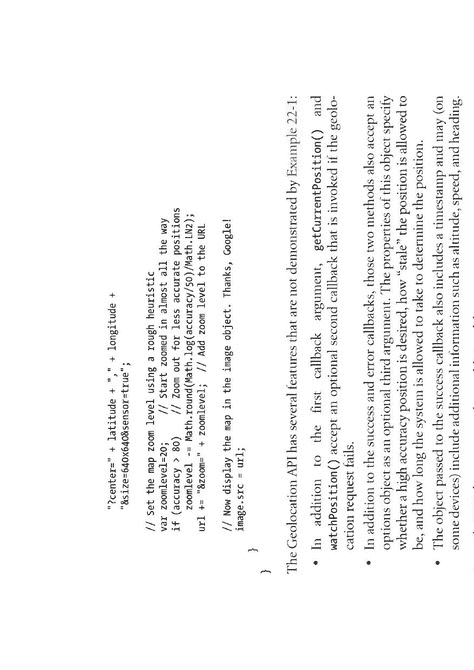 "?center=" + latitude + "," + longitude +
"&size=640x640&sensor=true";
// Set the map zoom level using a rough heuristic
var zoomlevel=20; // Start zoomed in almost all the way
if (accuracy > 80) // Zoom out for less accurate positions
zoomlevel -= Math.round(Math.log(accuracy/50)/Math.LN2);
url += "&zoom=" + zoomlevel; // Add zoom level to the URL
// Now display the map in the image object. Thanks, Google!
image.src = url;
}
}
The Geolocation API has several features that are not demonstrated by Example 22-1:
• In addition to the first callback argument, getCurrentPosition() and
watchPosition() accept an optional second callback that is invoked if the geolo-
cation request fails.
• In addition to the success and error callbacks, those two methods also accept an
options object as an optional third argument. The properties of this object specify
whether a high accuracy position is desired, how “stale” the position is allowed to
be, and how long the system is allowed to take to determine the position.
• The object passed to the success callback also includes a timestamp and may (on
some devices) include additional information such as altitude, speed, and heading.